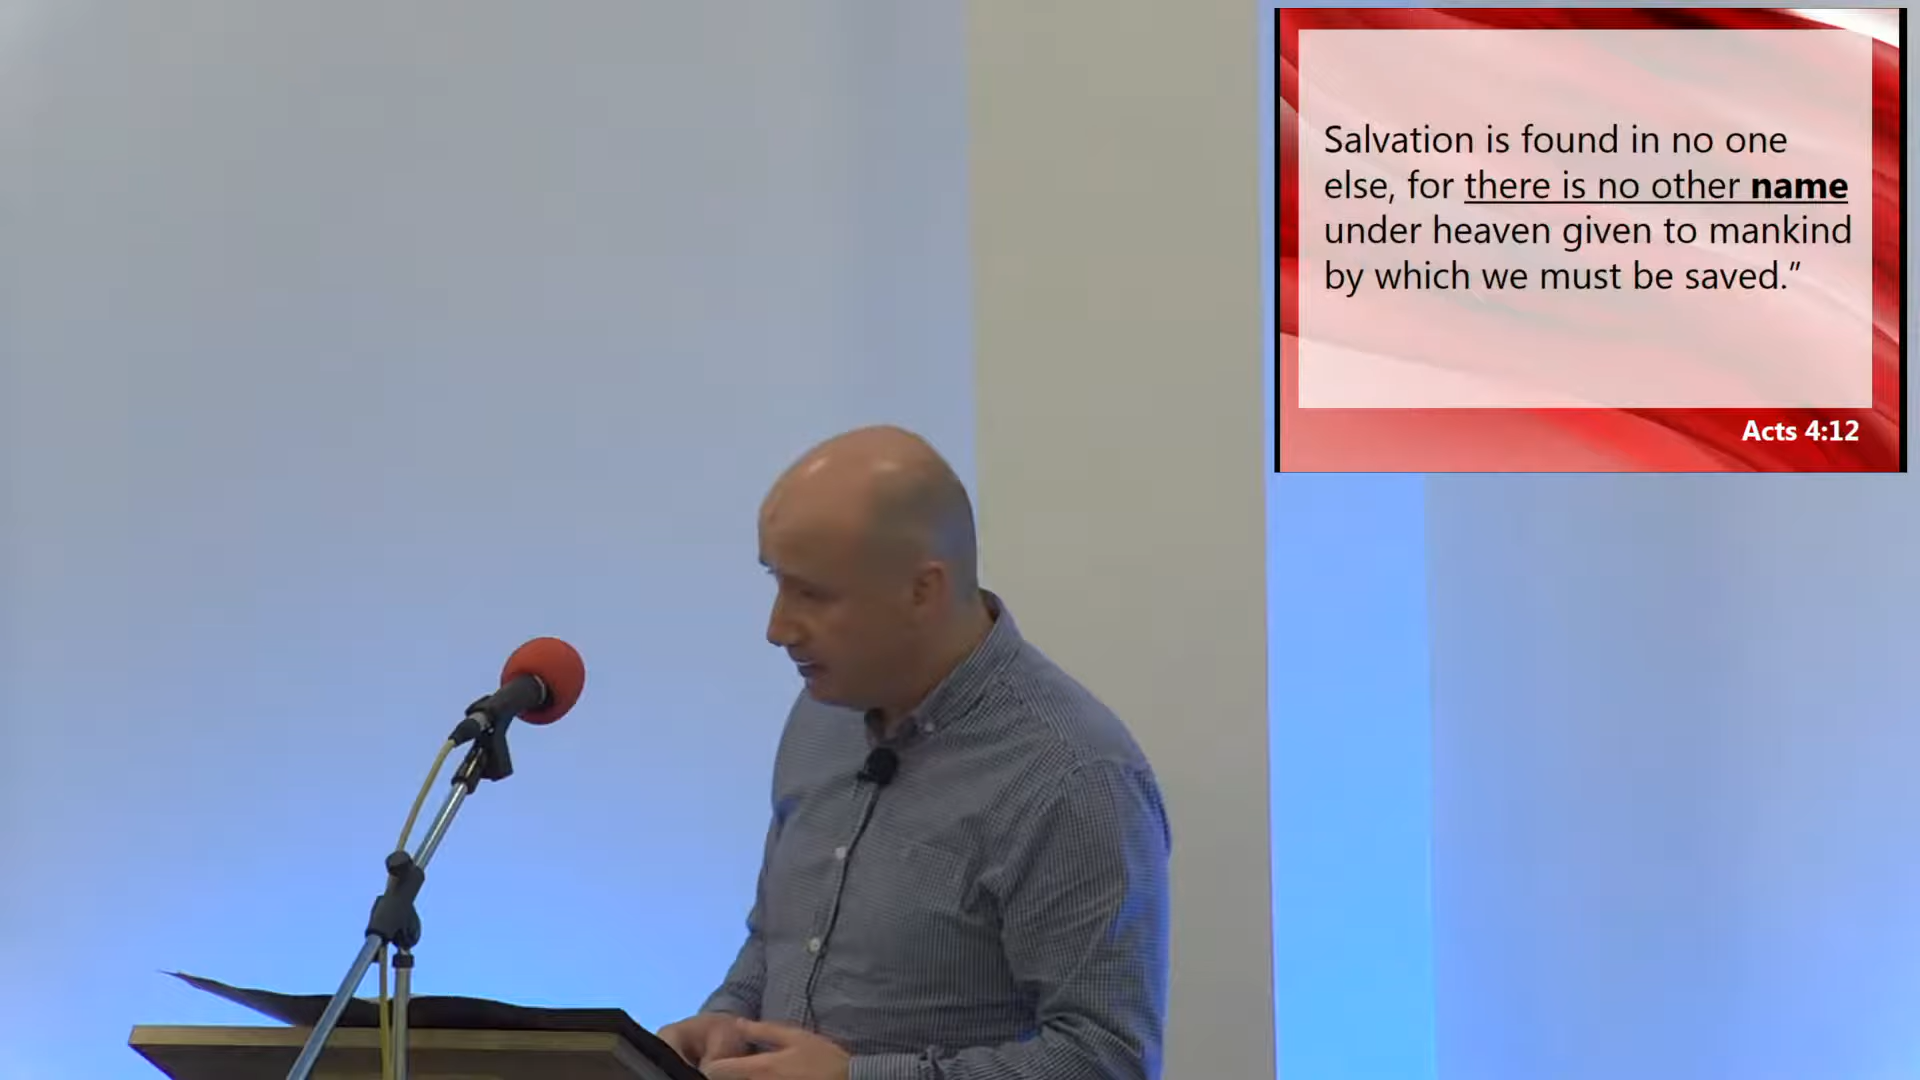 Salvation is found in no one
else, for there is no other name
under heaven given to mankind
by which we must be saved.”
Acts 4:12